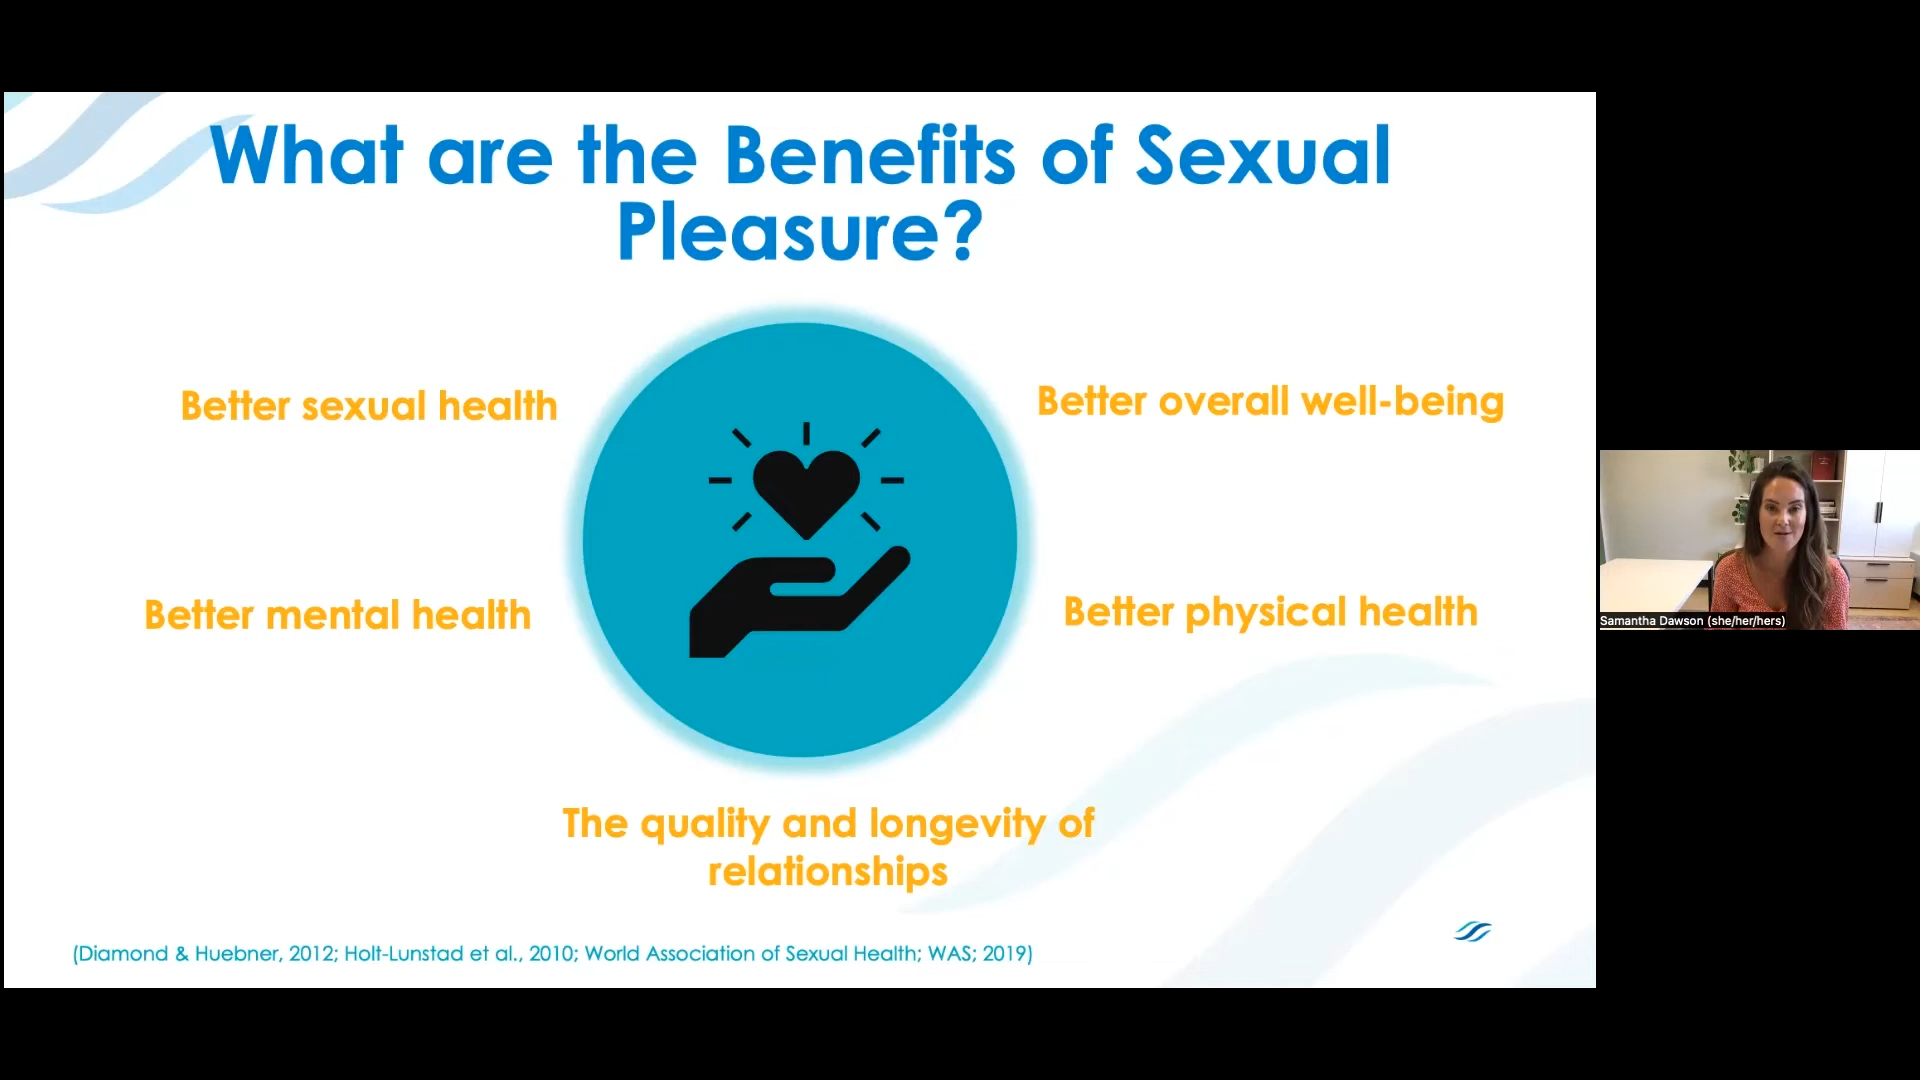 What are the Benefits of Sexual
Pleasure?
Better sexual health
Better overall well-being
Better mental health
Better physical health
The quality and longevity of
relationships
(Diamond & Huebner, 2012; Holt-Lunstad et al., 2010; World Association of Sexual Health; WAS; 2019)
Samantha Dawson (she/her/hers)